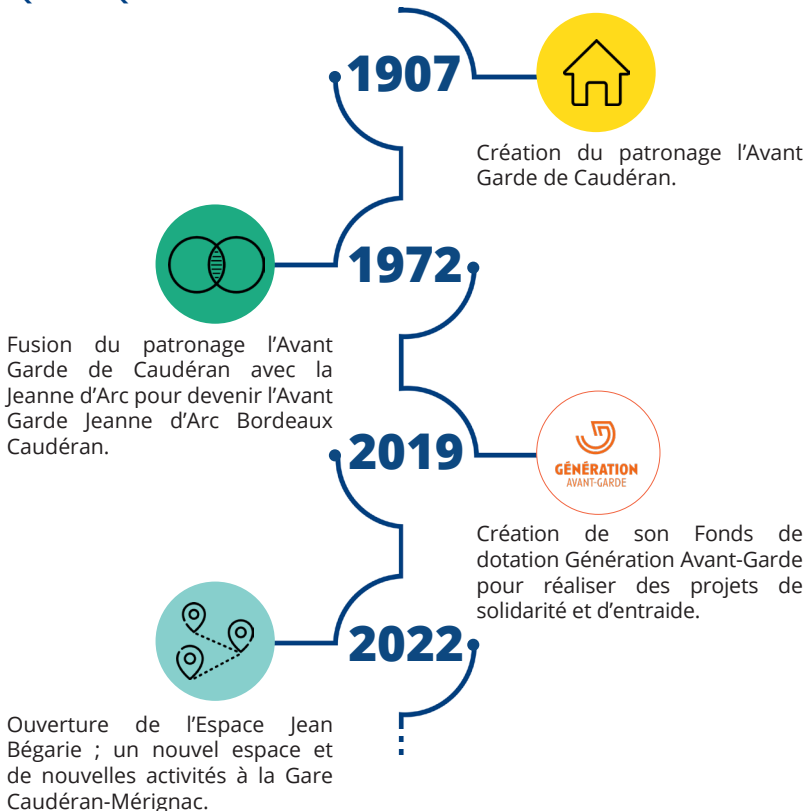 1907
Création du patronage l'Avant
Garde de Caudéran.
1972
Fusion du patronage l'Avant
Garde de Caudéran avec la
Jeanne d'Arc pour devenir l'Avant
Garde Jeanne d'Arc Bordeaux
Caudéran.
2019
GÉNÉRATION
AVANT-GARDE
Création de son Fonds de
dotation Génération Avant-Garde
pour réaliser des projets de
solidarité et d'entraide.
2022
Ouverture de l'Espace Jean
Bégarie ; un nouvel espace et
de nouvelles activités à la Gare
Caudéran-Mérignac.